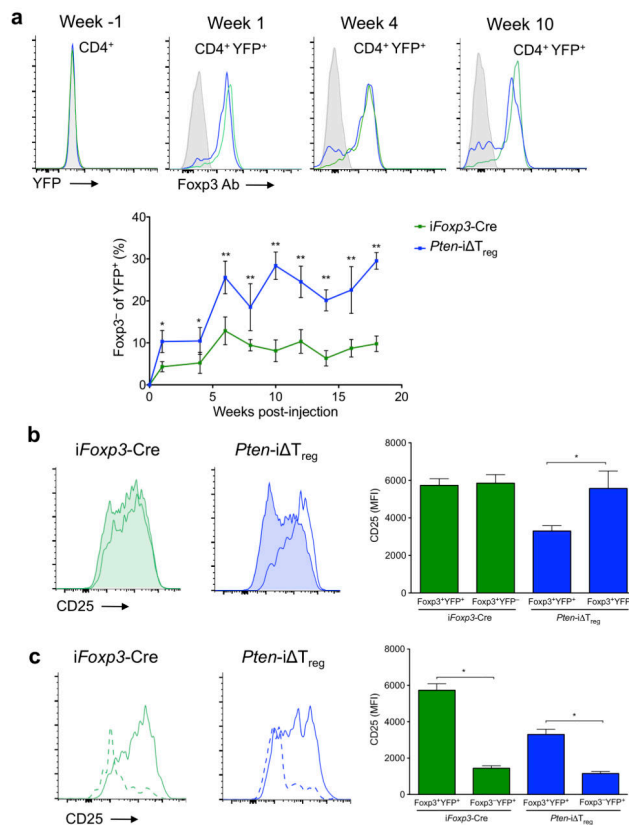 a
Week -1
Week 1
Week 4
Week 10
CD4⁺
CD4⁺ YFP⁺
CD4⁺ YFP⁺
CD4⁺ YFP⁺
YFP
Foxp3 Ab
Foxp3⁻ of YFP⁺ (%)
40
30
20
10
0
0
5
10
15
20
Weeks post-injection
* * ** ** ** ** ** ** **
iFoxp3-Cre
Pten-iΔTreg
b
iFoxp3-Cre
Pten-iΔTreg
CD25
CD25 (MFI)
8000
6000
4000
2000
0
*
Foxp3⁺YFP⁺
Foxp3⁺YFP⁻
Foxp3⁺YFP⁺
Foxp3⁺YFP⁻
iFoxp3-Cre
Pten-iΔTreg
c
iFoxp3-Cre
Pten-iΔTreg
CD25
CD25 (MFI)
8000
6000
4000
2000
0
*
*
Foxp3⁺YFP⁺
Foxp3⁻YFP⁺
Foxp3⁺YFP⁺
Foxp3⁻YFP⁺
iFoxp3-Cre
Pten-iΔTreg